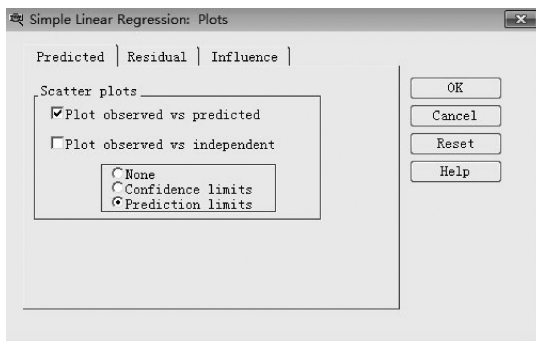 Simple Linear Regression: Plots
Predicted
Residual
Influence
Scatter plots
Plot observed vs predicted
Plot observed vs independent
None
Confidence limits
Prediction limits
OK
Cancel
Reset
Help